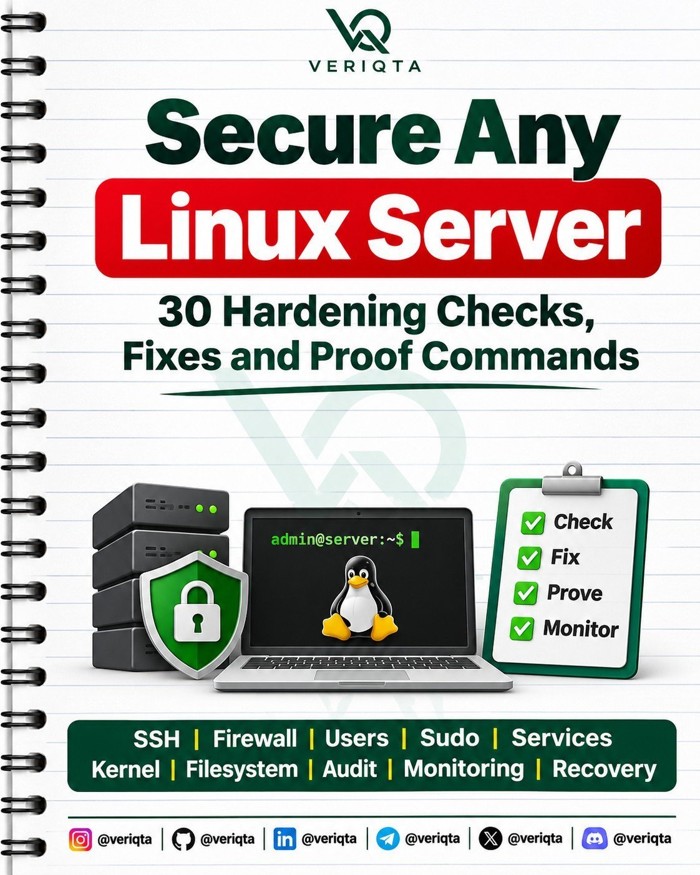 VERIQTA
Secure Any
Linux Server
30 Hardening Checks,
Fixes and Proof Commands
admin@server:~$
Check
Fix
Prove
Monitor
SSH | Firewall | Users | Sudo | Services
Kernel | Filesystem | Audit | Monitoring | Recovery
@veriqta | @veriqta | @veriqta | @veriqta | @veriqta | @veriqta